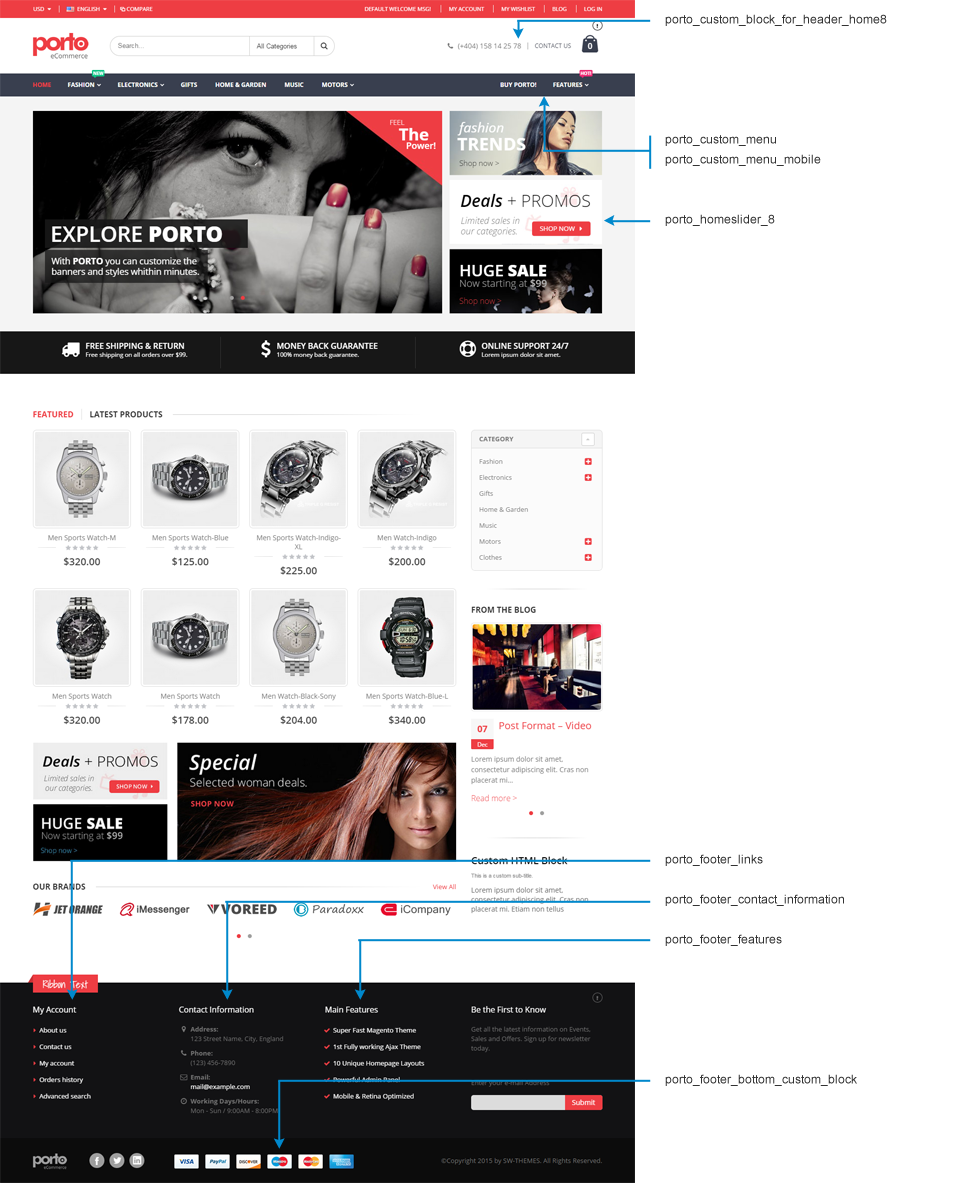 USD ENGLISH COMPARE DEFAULT WELCOME MSG! MY ACCOUNT MY WISHLIST BLOG LOG IN
porto_custom_block_for_header_home8
porto
eCommerce
Search... All Categories
(+404) 158 14 25 78 | CONTACT US 0
NEW HOT!
HOME FASHION ELECTRONICS GIFTS HOME & GARDEN MUSIC MOTORS BUY PORTO! FEATURES
porto_custom_menu
porto_custom_menu_mobile
FEEL
The
Power!
EXPLORE PORTO
With PORTO you can customize the
banners and styles whithin minutes.
fashion
TRENDS
Shop now >
Deals + PROMOS
Limited sales in
our categories.
SHOP NOW
porto_homeslider_8
HUGE SALE
Now starting at $99
Shop now >
FREE SHIPPING & RETURN
Free shipping on all orders over $99.
MONEY BACK GUARANTEE
100% money back guarantee.
ONLINE SUPPORT 24/7
Lorem ipsum dolor sit amet.
FEATURED LATEST PRODUCTS
Men Sports Watch-M
$320.00
Men Sports Watch-Blue
$125.00
Men Sports Watch-Indigo-
XL
$225.00
Men Watch-Indigo
$200.00
Men Sports Watch
$320.00
Men Sports Watch
$178.00
Men Watch-Black-Sony
$204.00
Men Sports Watch-Blue-L
$340.00
CATEGORY
Fashion
Electronics
Gifts
Home & Garden
Music
Motors
Clothes
FROM THE BLOG
07
Dec
Post Format – Video
Lorem ipsum dolor sit amet,
consectetur adipiscing elit. Cras non
placerat mi...
Read more >
Deals + PROMOS
Limited sales in
our categories.
SHOP NOW
HUGE SALE
Now starting at $99
Shop now >
Special
Selected woman deals.
SHOP NOW
Custom HTML Block
This is a custom sub-title.
Lorem ipsum dolor sit amet,
consectetur adipiscing elit. Cras non
placerat mi. Etiam non tellus
porto_footer_links
OUR BRANDS View All
JET ORANGE iMessenger VOREED Paradoxx iCompany
porto_footer_contact_information
porto_footer_features
Ribbon Text
My Account
About us
Contact us
My account
Orders history
Advanced search
Contact Information
Address:
123 Street Name, City, England
Phone:
(123) 456-7890
Email:
mail@example.com
Working Days/Hours:
Mon - Sun / 9:00AM - 8:00PM
Main Features
Super Fast Magento Theme
1st Fully working Ajax Theme
10 Unique Homepage Layouts
Powerful Admin Panel
Mobile & Retina Optimized
Be the First to Know
Get all the latest information on Events,
Sales and Offers. Sign up for newsletter
today.
Enter your e-mail Address
Submit
porto_footer_bottom_custom_block
porto
eCommerce
VISA PayPal DISCOVER Maestro MasterCard
©Copyright 2015 by SW-THEMES. All Rights Reserved.